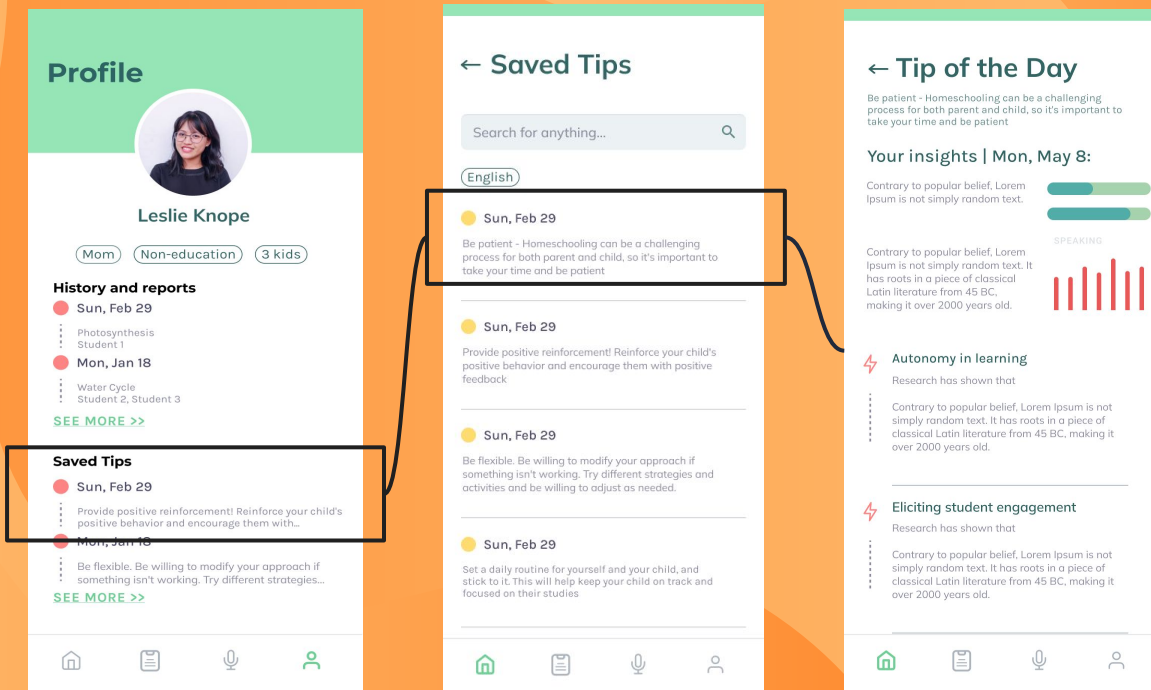 Profile
Leslie Knope
Mom Non-education 3 kids
History and reports
Sun, Feb 29
Photosynthesis
Student 1
Mon, Jan 18
Water Cycle
Student 2, Student 3
SEE MORE >>
Saved Tips
Sun, Feb 29
Provide positive reinforcement! Reinforce your child's
positive behavior and encourage them with...
Mon, Jan 18
Be flexible. Be willing to modify your approach if
something isn't working. Try different strategies...
SEE MORE >>
← Saved Tips
Search for anything...
English
Sun, Feb 29
Be patient - Homeschooling can be a challenging
process for both parent and child, so it's important to
take your time and be patient
Sun, Feb 29
Provide positive reinforcement! Reinforce your child's
positive behavior and encourage them with positive
feedback
Sun, Feb 29
Be flexible. Be willing to modify your approach if
something isn't working. Try different strategies and
activities and be willing to adjust as needed.
Sun, Feb 29
Set a daily routine for yourself and your child, and
stick to it. This will help keep your child on track and
focused on their studies
← Tip of the Day
Be patient - Homeschooling can be a challenging
process for both parent and child, so it's important to
take your time and be patient
Your insights | Mon, May 8:
Contrary to popular belief, Lorem
Ipsum is not simply random text.
SPEAKING
Contrary to popular belief, Lorem
Ipsum is not simply random text. It
has roots in a piece of classical
Latin literature from 45 BC,
making it over 2000 years old.
Autonomy in learning
Research has shown that
Contrary to popular belief, Lorem Ipsum is not
simply random text. It has roots in a piece of
classical Latin literature from 45 BC, making it
over 2000 years old.
Eliciting student engagement
Research has shown that
Contrary to popular belief, Lorem Ipsum is not
simply random text. It has roots in a piece of
classical Latin literature from 45 BC, making it
over 2000 years old.